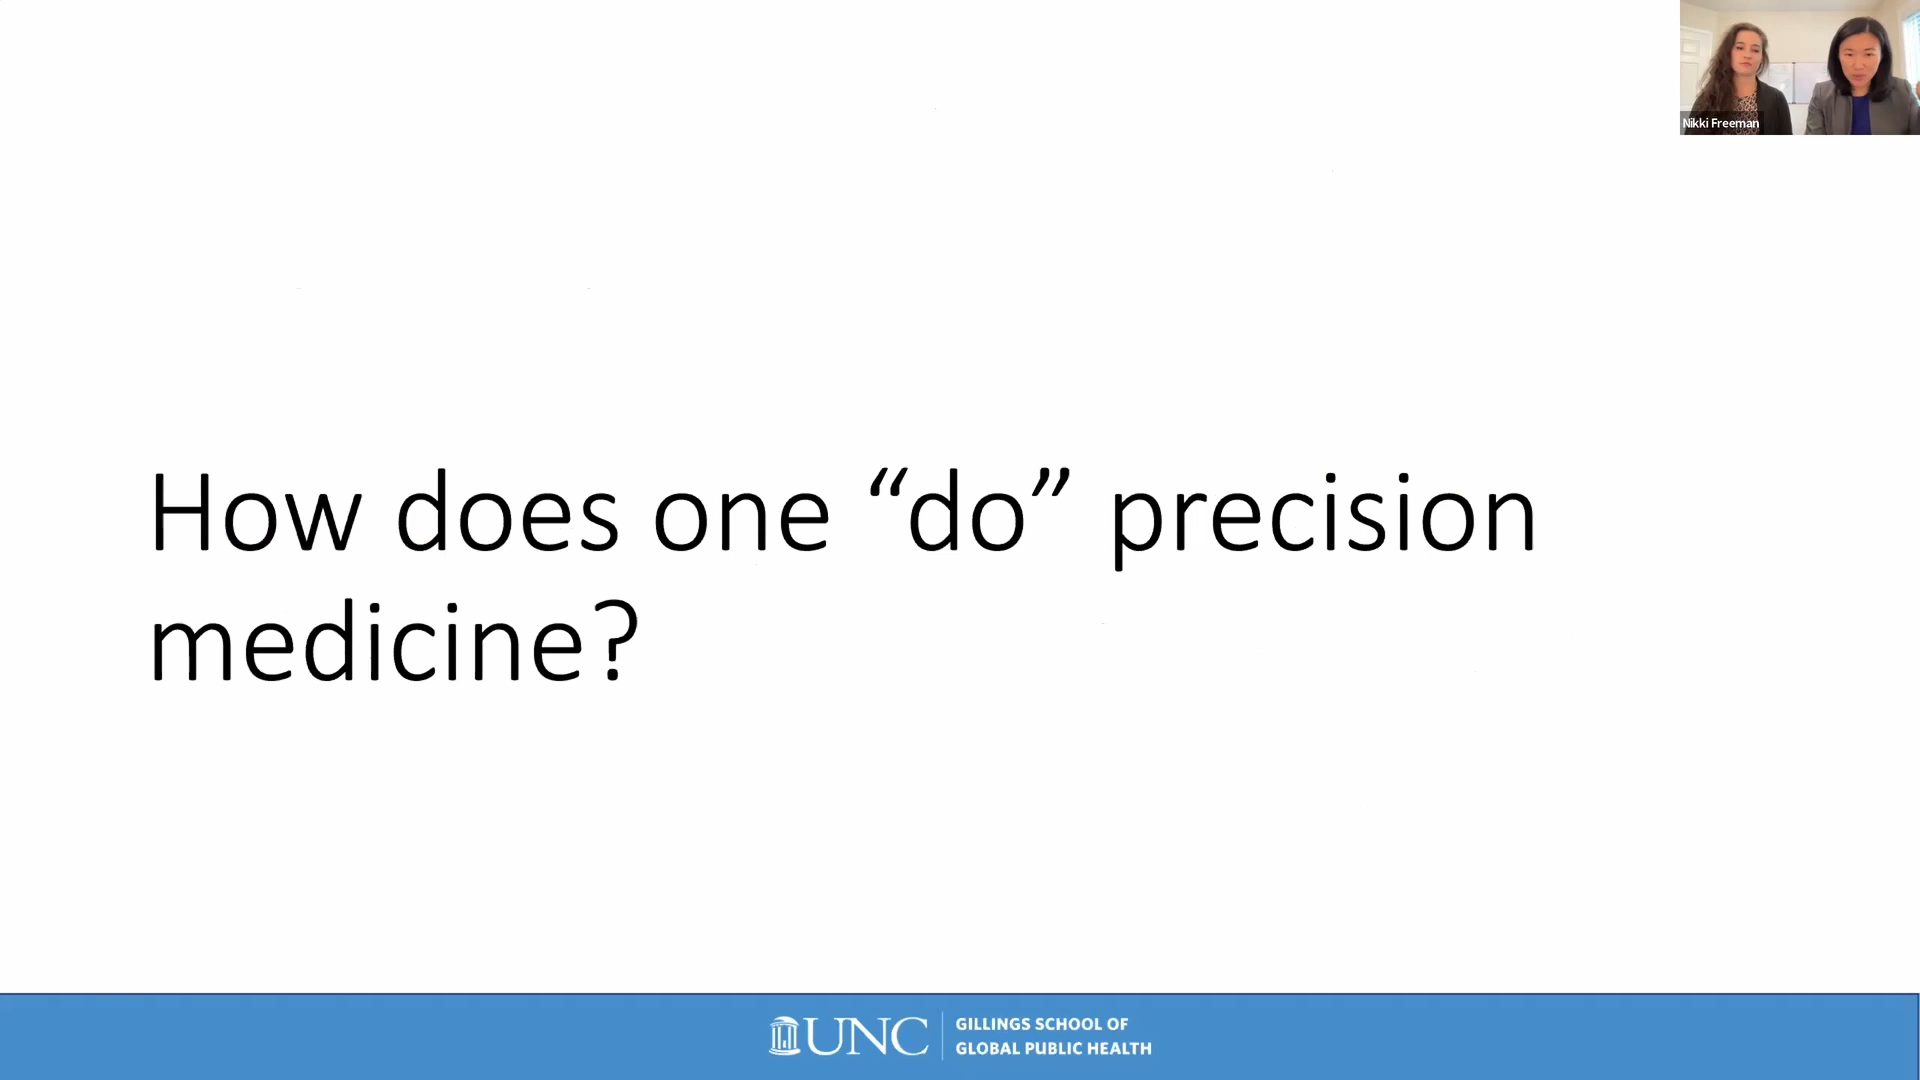 Nikki Freeman
How does one “do” precision
medicine?
UNC
GILLINGS SCHOOL OF
GLOBAL PUBLIC HEALTH